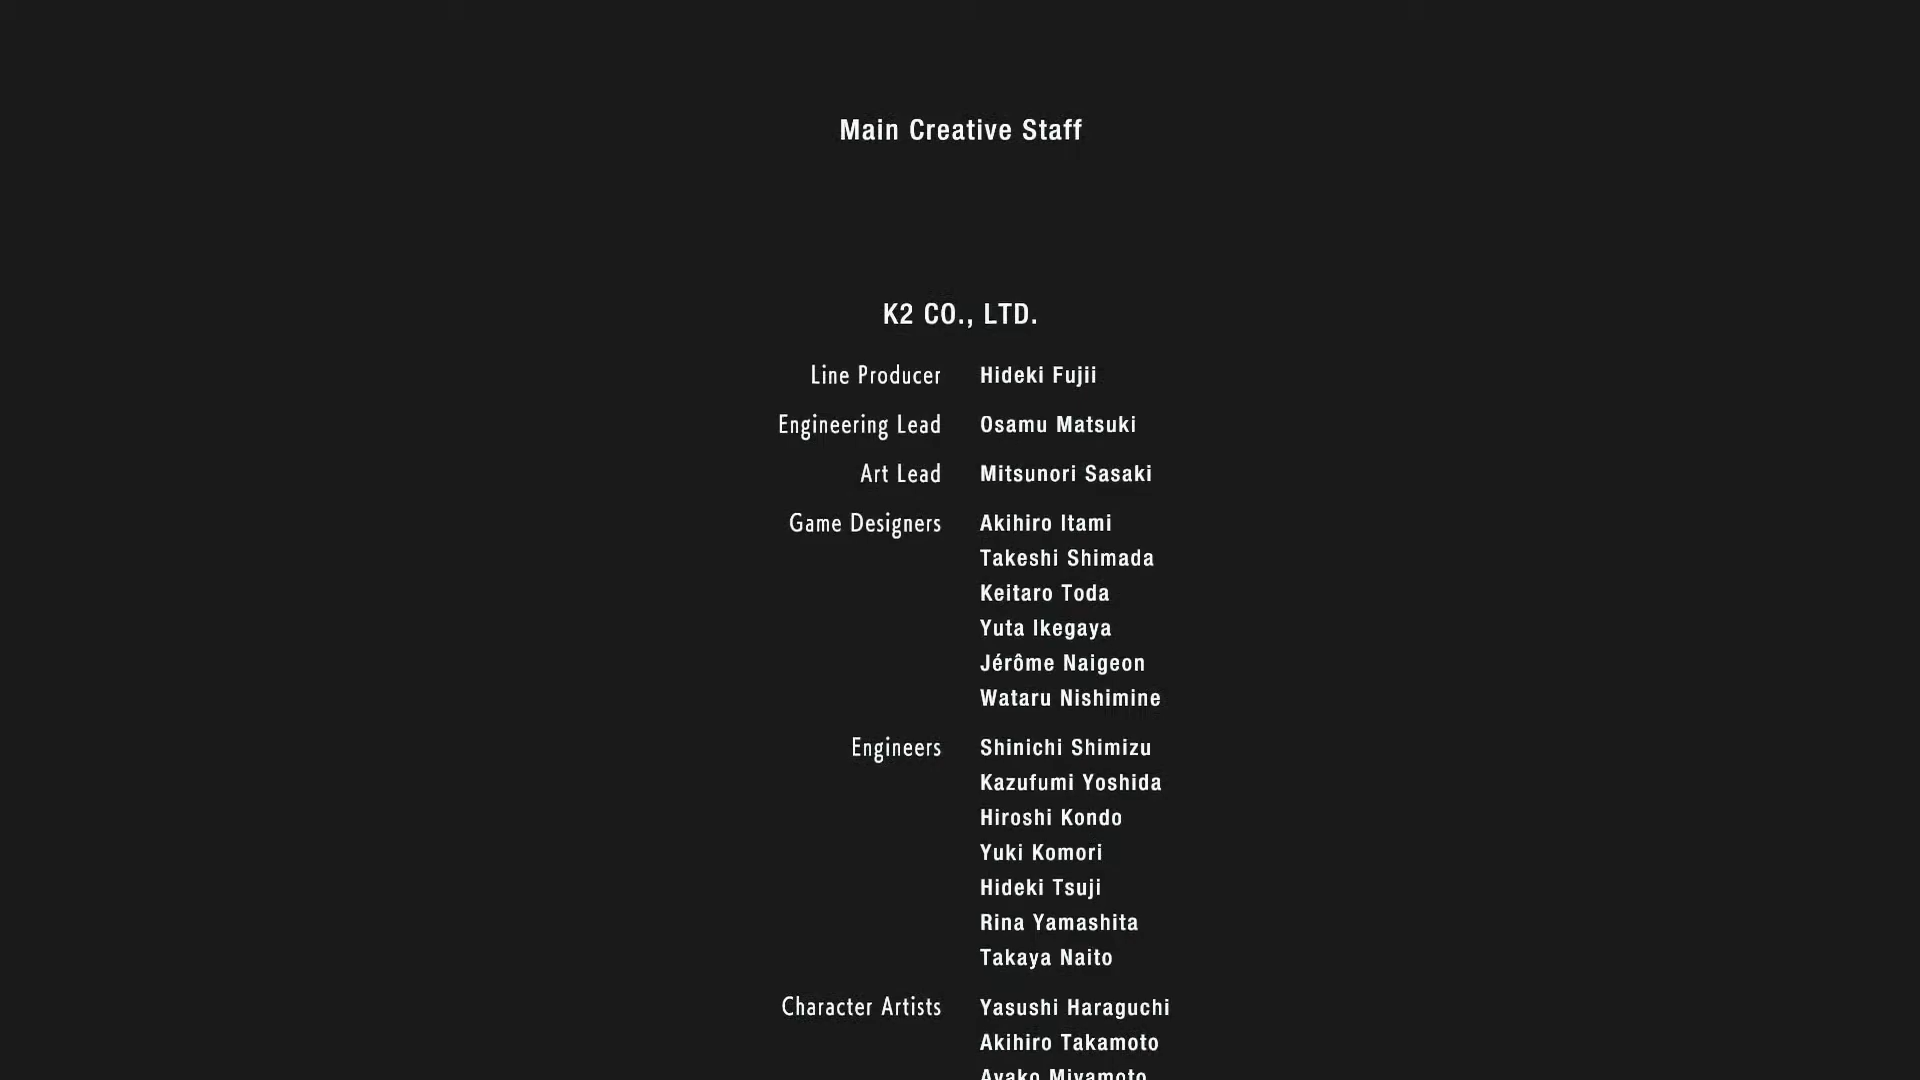 Main Creative Staff
K2 CO., LTD.
Line Producer Hideki Fujii
Engineering Lead Osamu Matsuki
Art Lead Mitsunori Sasaki
Game Designers Akihiro Itami
Takeshi Shimada
Keitaro Toda
Yuta Ikegaya
Jérôme Naigeon
Wataru Nishimine
Engineers Shinichi Shimizu
Kazufumi Yoshida
Hiroshi Kondo
Yuki Komori
Hideki Tsuji
Rina Yamashita
Takaya Naito
Character Artists Yasushi Haraguchi
Akihiro Takamoto
Ayako Miyamoto